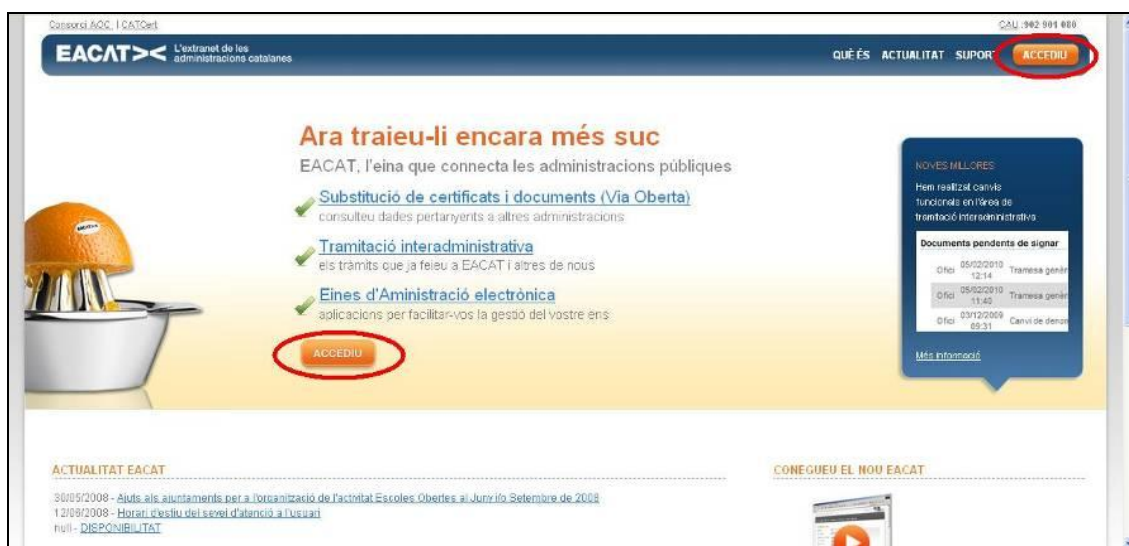 Consorci AOC | CATCert
CAU :902 901 080
EACAT><
L'extranet de les
administracions catalanes
QUÈ ÉS ACTUALITAT SUPORT ACCEDIU
Ara traieu-li encara més suc
EACAT, l'eina que connecta les administracions públiques
Substitució de certificats i documents (Via Oberta)
consulteu dades pertanyents a altres administracions
Tramitació interadministrativa
els tràmits que ja feieu a EACAT i altres de nous
Eines d'Aministració electrònica
aplicacions per facilitar-vos la gestió del vostre ens
ACCEDIU
NOVES MILLORES
Hem realitzat canvis
funcionals en l'àrea de
tramitació interadministrativa
Documents pendents de signar
Ofici 05/02/2010 12:14 Tramesa genèr
Ofici 05/02/2010 11:40 Tramesa genèr
Ofici 03/12/2009 09:31 Canvi de denom
Més informació
ACTUALITAT EACAT
30/05/2008 - Ajuts als ajuntaments per a l'organització de l'activitat Escoles Obertes al Juny i/o Setembre de 2008
12/06/2008 - Horari d'estiu del sevei d'atenció a l'usuari
null - DISPONIBILITAT
CONEGUEU EL NOU EACAT